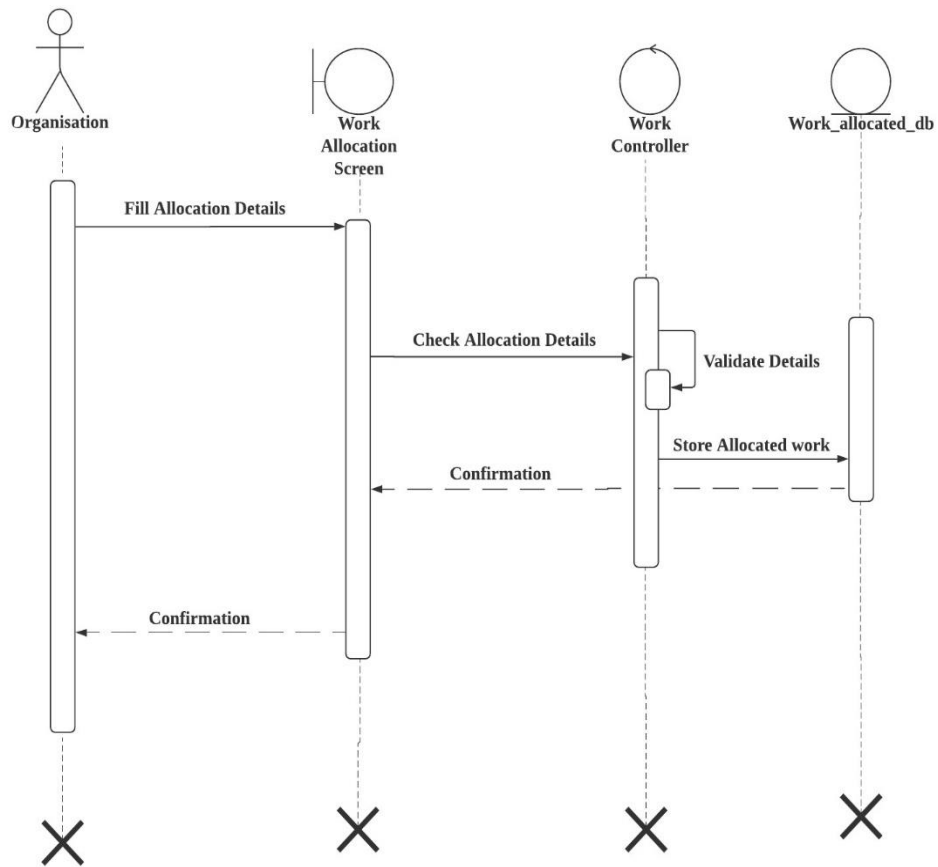 Organisation
Work
Allocation
Screen
Work
Controller
Work_allocated_db
Fill Allocation Details
Check Allocation Details
Validate Details
Store Allocated work
Confirmation
Confirmation